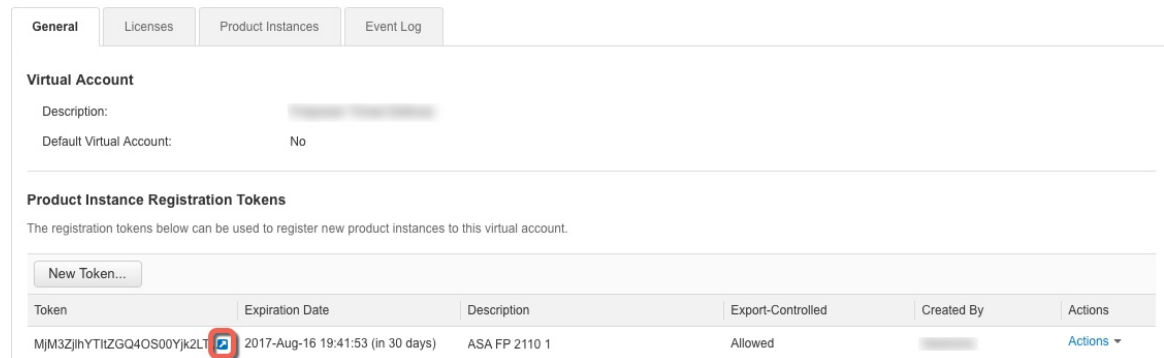 General Licenses Product Instances Event Log
Virtual Account
Description:
Default Virtual Account: No
Product Instance Registration Tokens
The registration tokens below can be used to register new product instances to this virtual account.
New Token...
Token Expiration Date Description Export-Controlled Created By Actions
2017-Aug-16 19:41:53 (in 30 days) ASA FP 2110 1 Allowed Actions